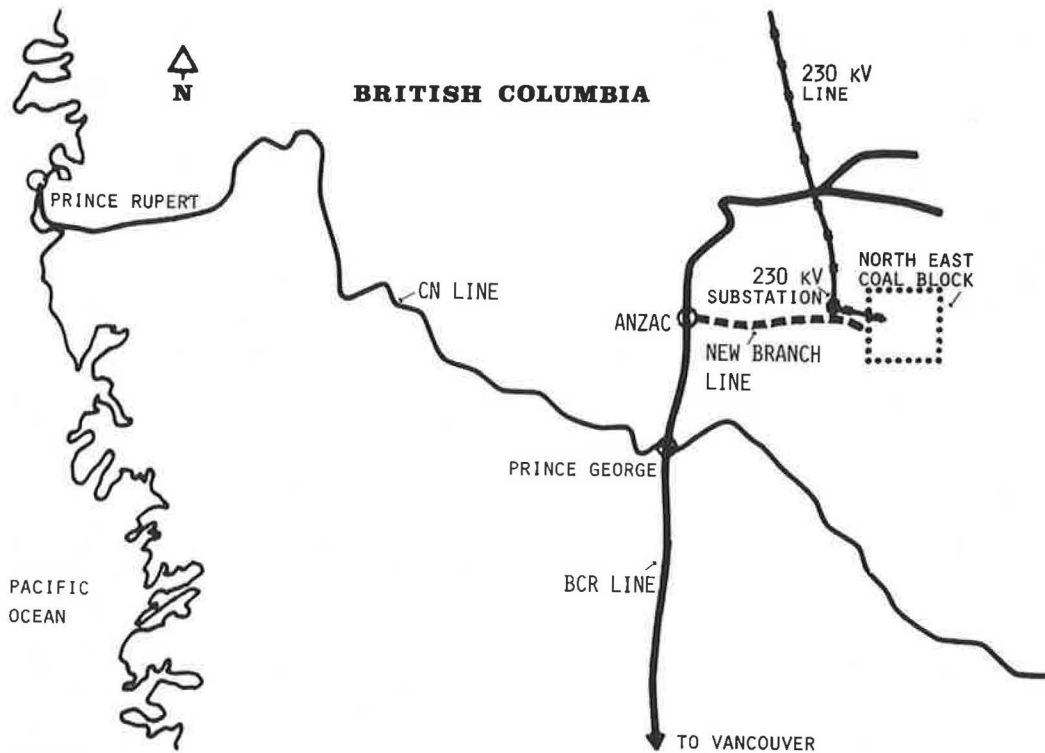 N
BRITISH COLUMBIA
230 KV
LINE
PRINCE RUPERT
CN LINE
NORTH EAST
COAL BLOCK
230 KV
SUBSTATION
ANZAC
NEW BRANCH
LINE
PRINCE GEORGE
BCR LINE
PACIFIC
OCEAN
TO VANCOUVER